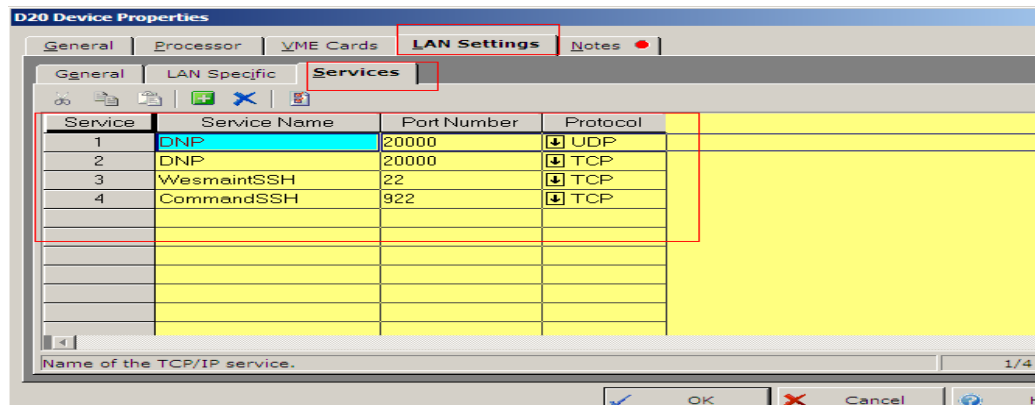 D20 Device Properties
General Processor VME Cards LAN Settings Notes
General LAN Specific Services
Service Service Name Port Number Protocol
1 DNP 20000 UDP
2 DNP 20000 TCP
3 WesmaintSSH 22 TCP
4 CommandSSH 922 TCP
Name of the TCP/IP service. 1/4
OK Cancel